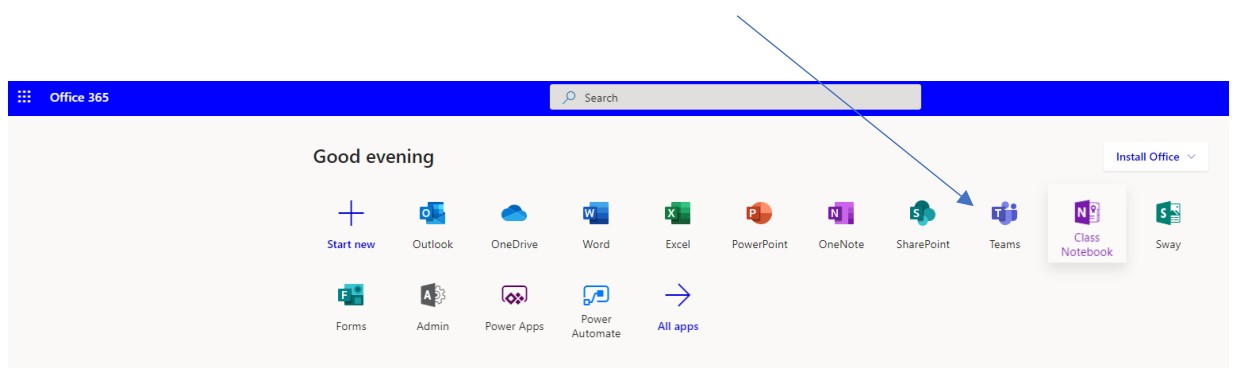 Office 365
Search
Good evening
Install Office
Start new
Outlook
OneDrive
Word
Excel
PowerPoint
OneNote
SharePoint
Teams
Class
Notebook
Sway
Forms
Admin
Power Apps
Power
Automate
All apps